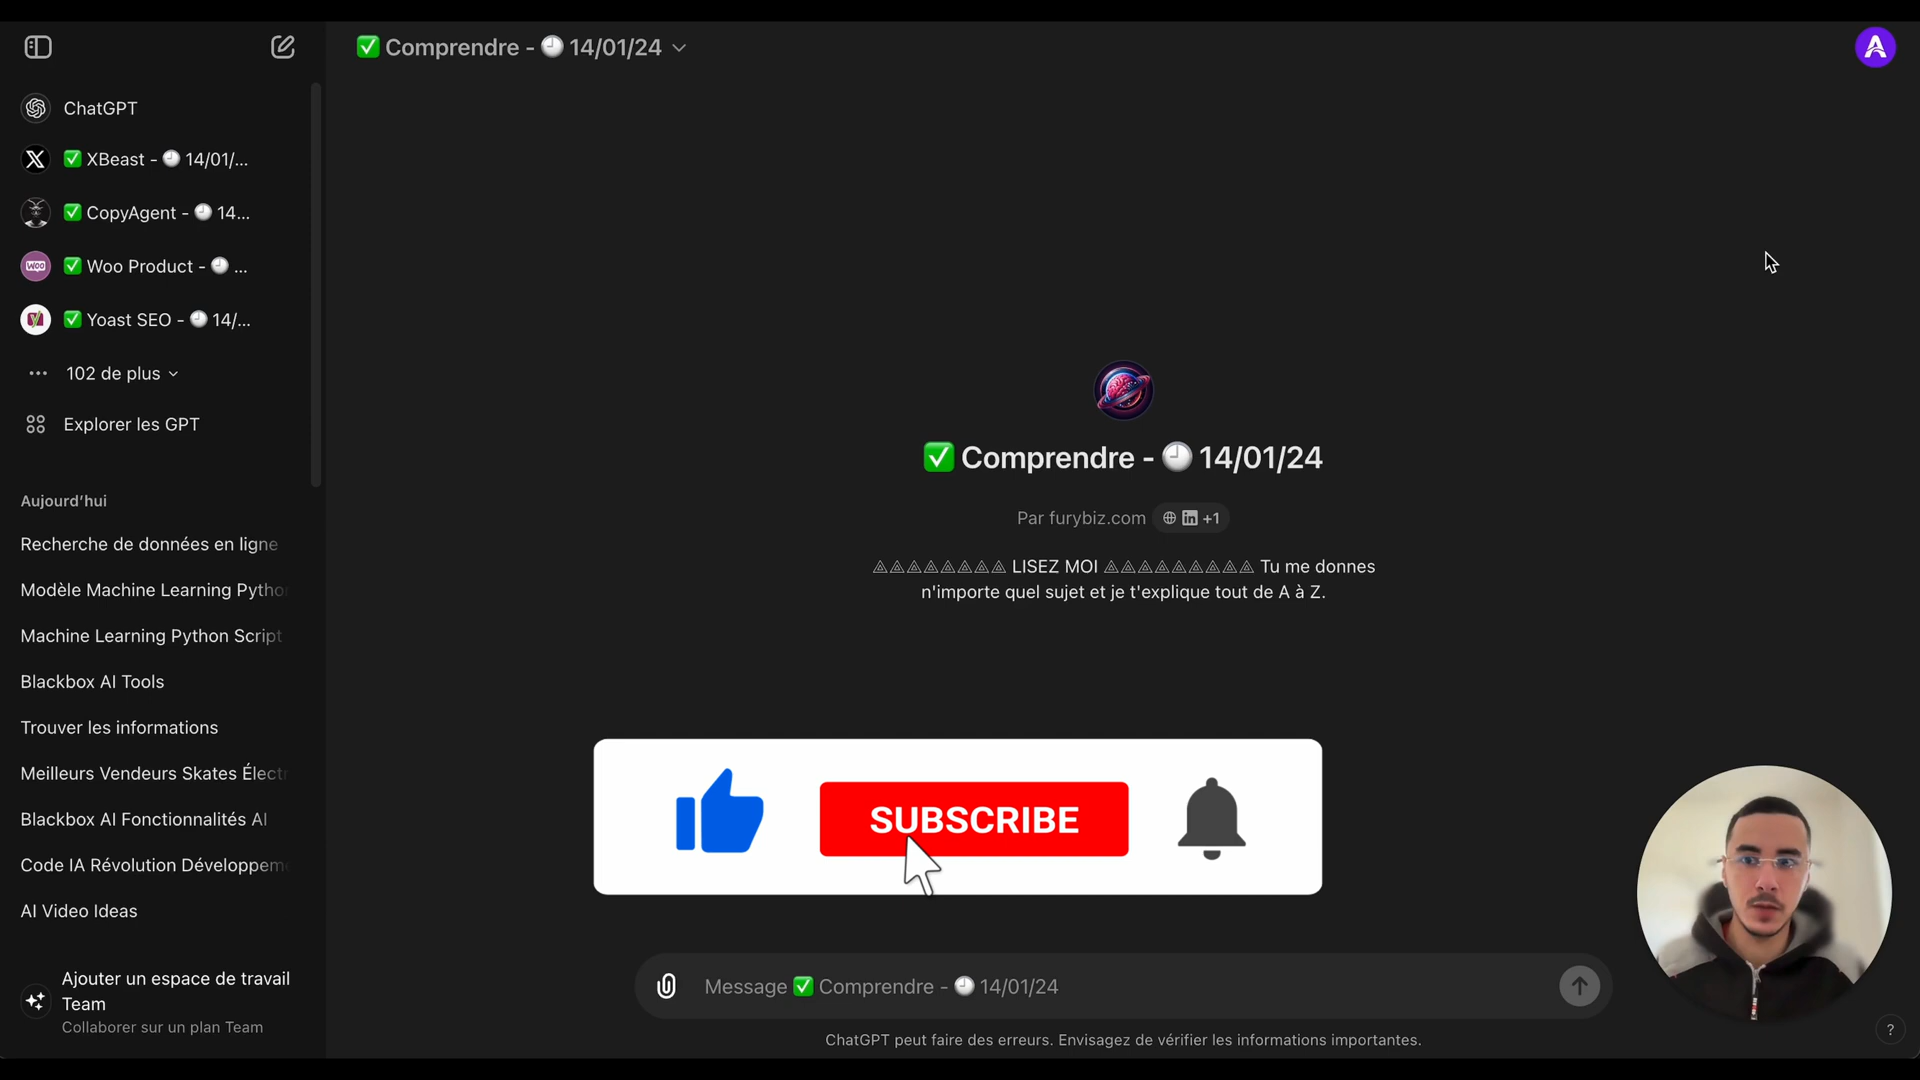 ✅ Comprendre - 🕘 14/01/24
ChatGPT
✅ XBeast - 🕘 14/01/...
✅ CopyAgent - 🕘 14...
✅ Woo Product - 🕘 ...
✅ Yoast SEO - 🕘 14/...
102 de plus
Explorer les GPT
Aujourd’hui
Recherche de données en ligne
Modèle Machine Learning Pytho
Machine Learning Python Script
Blackbox AI Tools
Trouver les informations
Meilleurs Vendeurs Skates Élect
Blackbox AI Fonctionnalités AI
Code IA Révolution Développem
AI Video Ideas
Ajouter un espace de travail
Team
Collaborer sur un plan Team
✅ Comprendre - 🕘 14/01/24
Par furybiz.com +1
⟁⟁⟁⟁⟁⟁⟁⟁ LISEZ MOI ⟁⟁⟁⟁⟁⟁⟁⟁⟁ Tu me donnes
n'importe quel sujet et je t'explique tout de A à Z.
SUBSCRIBE
Message ✅ Comprendre - 🕘 14/01/24
ChatGPT peut faire des erreurs. Envisagez de vérifier les informations importantes.
?